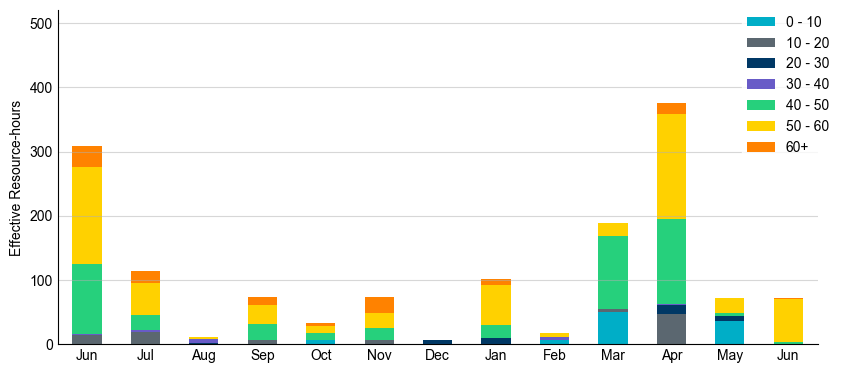 Effective Resource-hours
500
400
300
200
100
0
Jun Jul Aug Sep Oct Nov Dec Jan Feb Mar Apr May Jun
0 - 10
10 - 20
20 - 30
30 - 40
40 - 50
50 - 60
60+